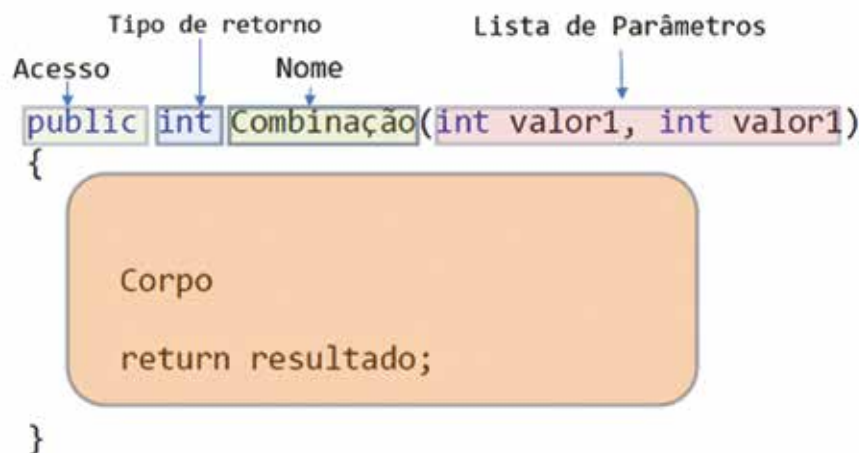 Tipo de retorno Lista de Parâmetros
Acesso Nome
public int Combinação(int valor1, int valor1)
{
Corpo
return resultado;
}